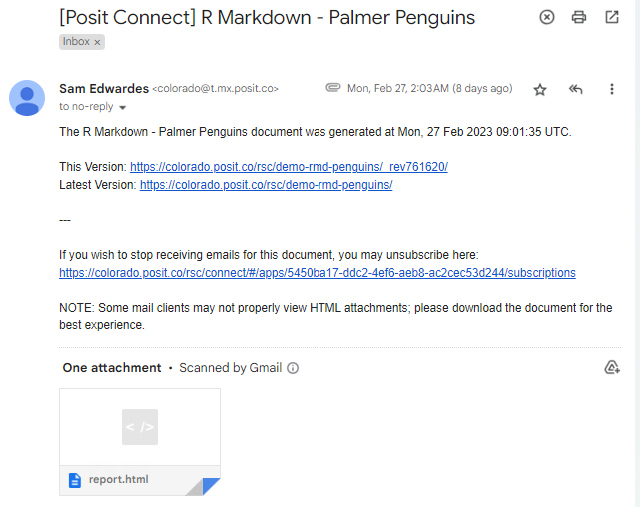 [Posit Connect] R Markdown - Palmer Penguins
Inbox ×
Sam Edwardes <colorado@t.mx.posit.co> Mon, Feb 27, 2:03 AM (8 days ago)
to no-reply
The R Markdown - Palmer Penguins document was generated at Mon, 27 Feb 2023 09:01:35 UTC.
This Version: https://colorado.posit.co/rsc/demo-rmd-penguins/_rev761620/
Latest Version: https://colorado.posit.co/rsc/demo-rmd-penguins/
---
If you wish to stop receiving emails for this document, you may unsubscribe here:
https://colorado.posit.co/rsc/connect/#/apps/5450ba17-ddc2-4ef6-aeb8-ac2cec53d244/subscriptions
NOTE: Some mail clients may not properly view HTML attachments; please download the document for the
best experience.
One attachment • Scanned by Gmail
< />
report.html